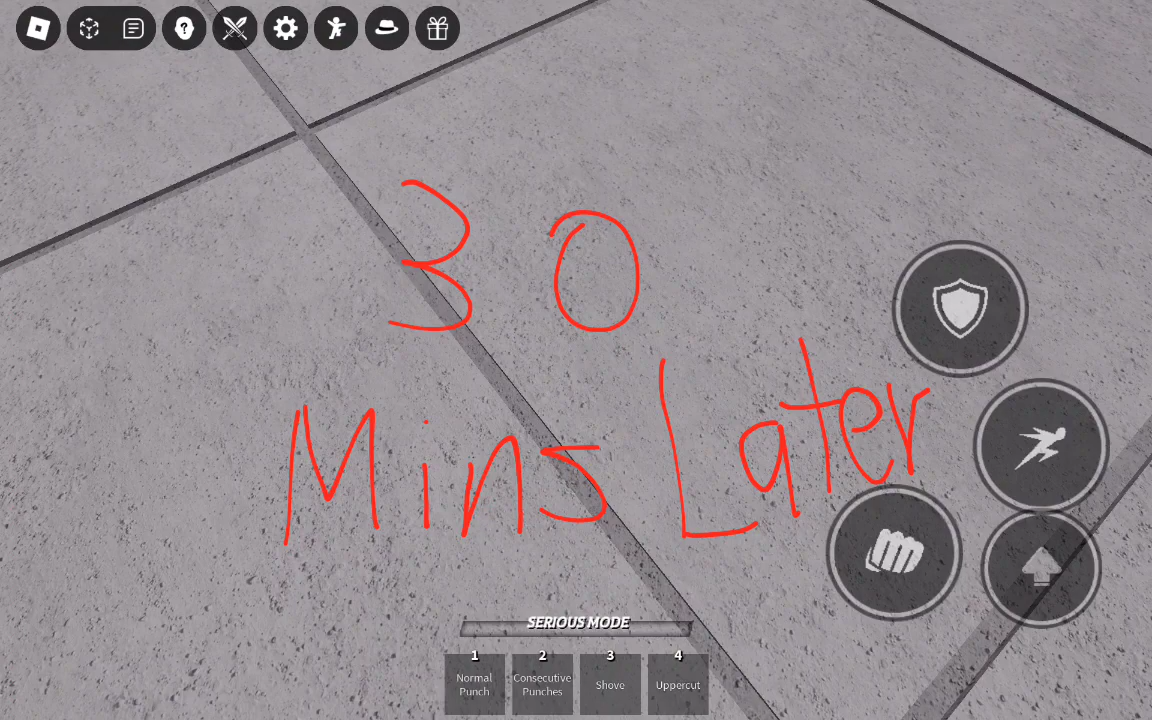 30
Mins Later
SERIOUS MODE
1 2 3 4
Normal Punch Consecutive Punches Shove Uppercut